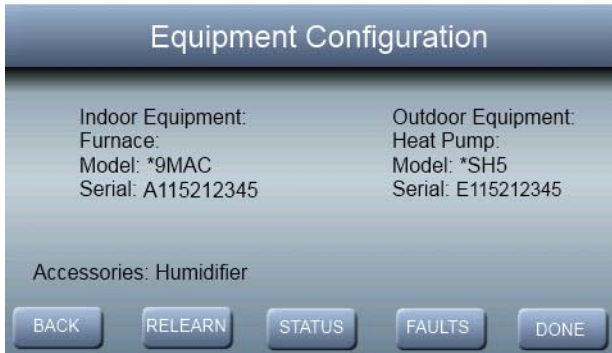 Equipment Configuration
Indoor Equipment:
Furnace:
Model: *9MAC
Serial: A115212345
Outdoor Equipment:
Heat Pump:
Model: *SH5
Serial: E115212345
Accessories: Humidifier
BACK
RELEARN
STATUS
FAULTS
DONE